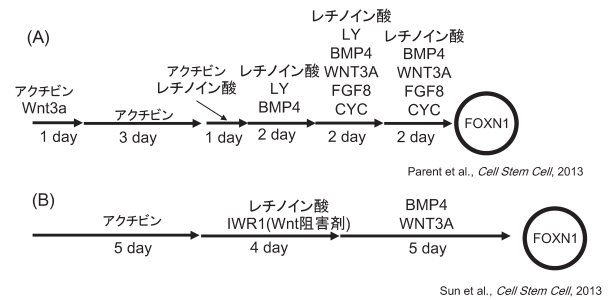 (A)
アクチビン
Wnt3a
1 day
アクチビン
3 day
アクチビン
レチノイン酸
1 day
レチノイン酸
LY
BMP4
2 day
レチノイン酸
LY
BMP4
WNT3A
FGF8
CYC
2 day
レチノイン酸
BMP4
WNT3A
FGF8
CYC
2 day
FOXN1
Parent et al., Cell Stem Cell, 2013
(B)
アクチビン
5 day
レチノイン酸
IWR1(Wnt阻害剤)
4 day
BMP4
WNT3A
5 day
FOXN1
Sun et al., Cell Stem Cell, 2013